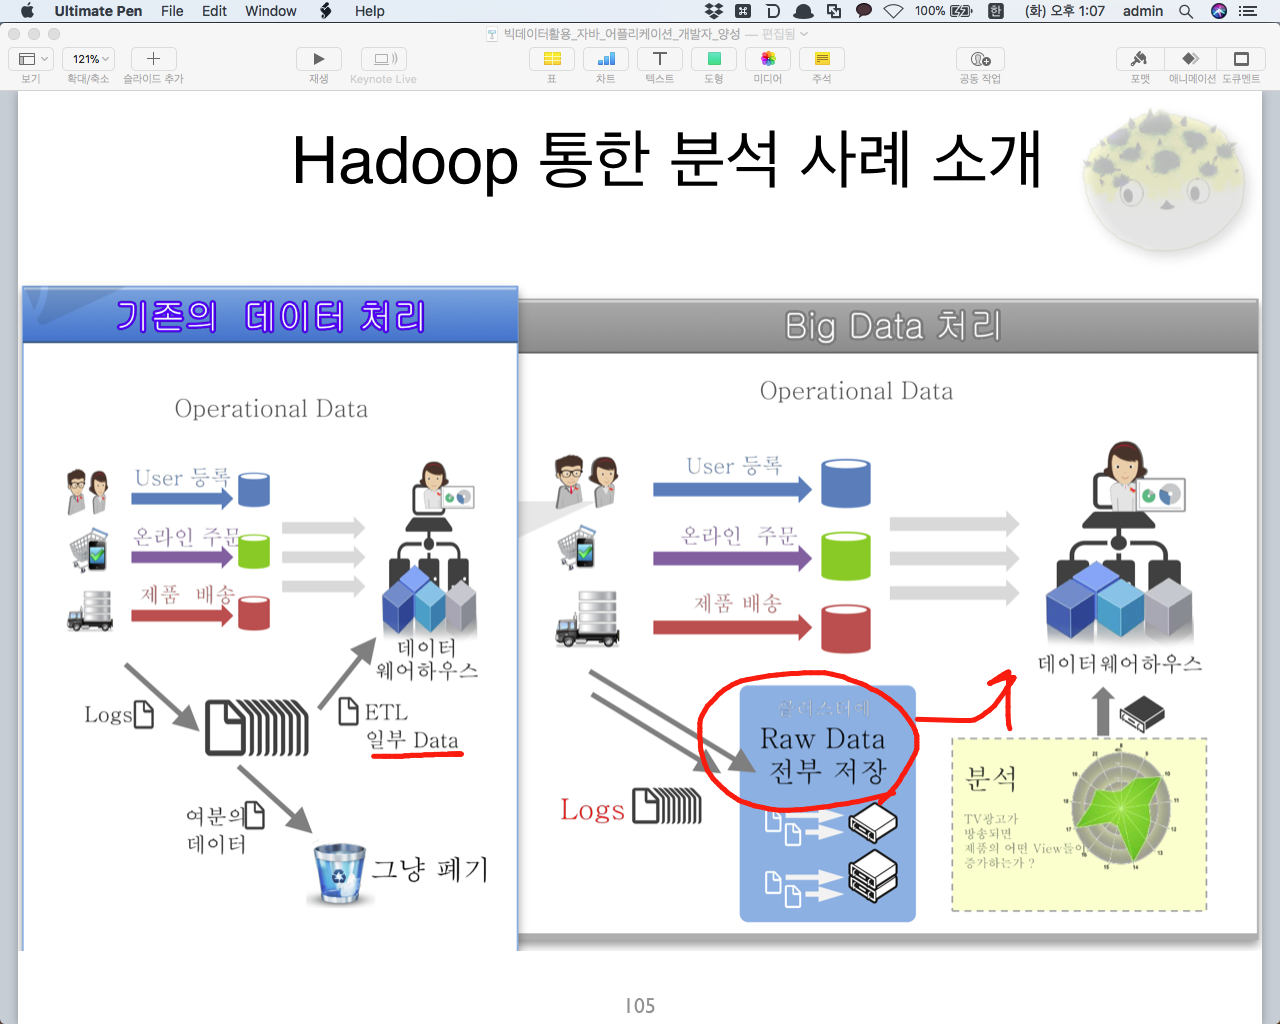 Ultimate Pen File Edit Window Help 100% 한 (화) 오후 1:07 admin
빅데이터활용_자바_어플리케이션_개발자_양성 — 편집됨
121%
보기 확대/축소 슬라이드 추가 재생 Keynote Live 표 차트 텍스트 도형 미디어 주석 공동 작업 포맷 애니메이션 도큐멘트
Hadoop 통한 분석 사례 소개
기존의 데이터 처리
Operational Data
User 등록
온라인 주문
제품 배송
데이터
웨어하우스
Logs
ETL
일부 Data
여분의
데이터
그냥 폐기
Big Data 처리
Operational Data
User 등록
온라인 주문
제품 배송
데이터웨어하우스
클러스터에
Raw Data
전부 저장
Logs
분석
TV광고가
방송되면
제품의 어떤 View들이
증가하는가 ?
105